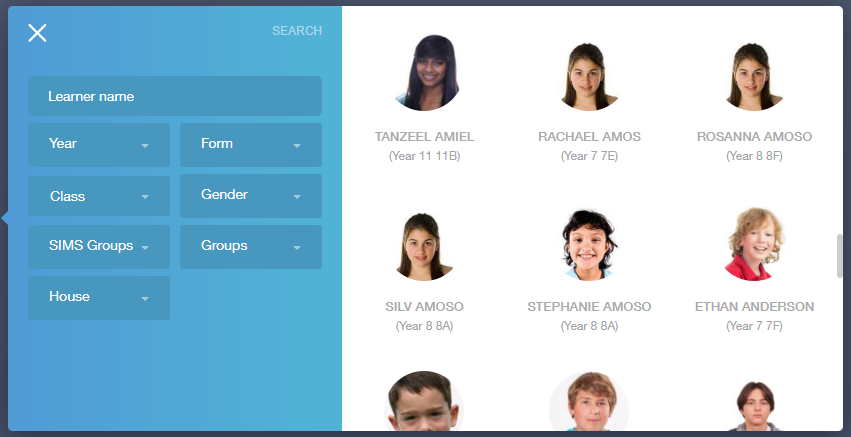 SEARCH
Learner name
Year
Form
Class
Gender
SIMS Groups
Groups
House
TANZEEL AMIEL
(Year 11 11B)
RACHAEL AMOS
(Year 7 7E)
ROSANNA AMOSO
(Year 8 8F)
SILV AMOSO
(Year 8 8A)
STEPHANIE AMOSO
(Year 8 8A)
ETHAN ANDERSON
(Year 7 7F)